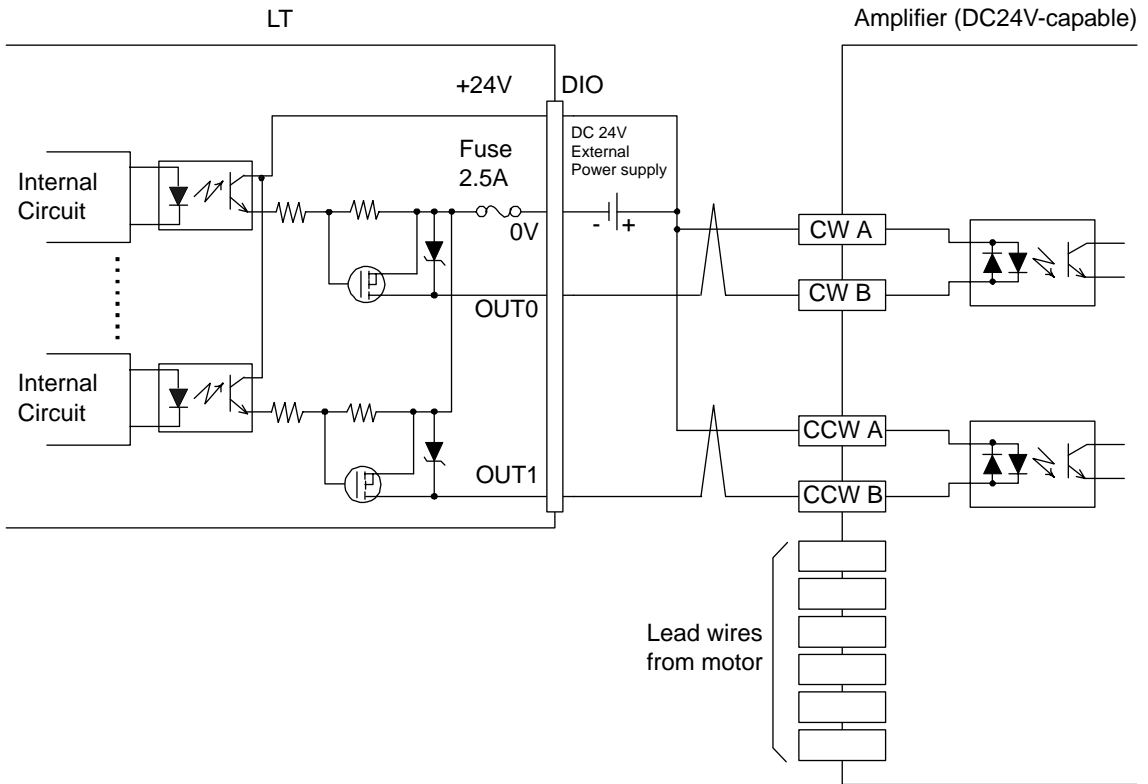 LT
Amplifier (DC24V-capable)
+24V
DIO
DC 24V
External
Power supply
Fuse
2.5A
Internal
Circuit
0V
- +
CW A
CW B
OUT0
Internal
Circuit
CCW A
OUT1
CCW B
Lead wires
from motor